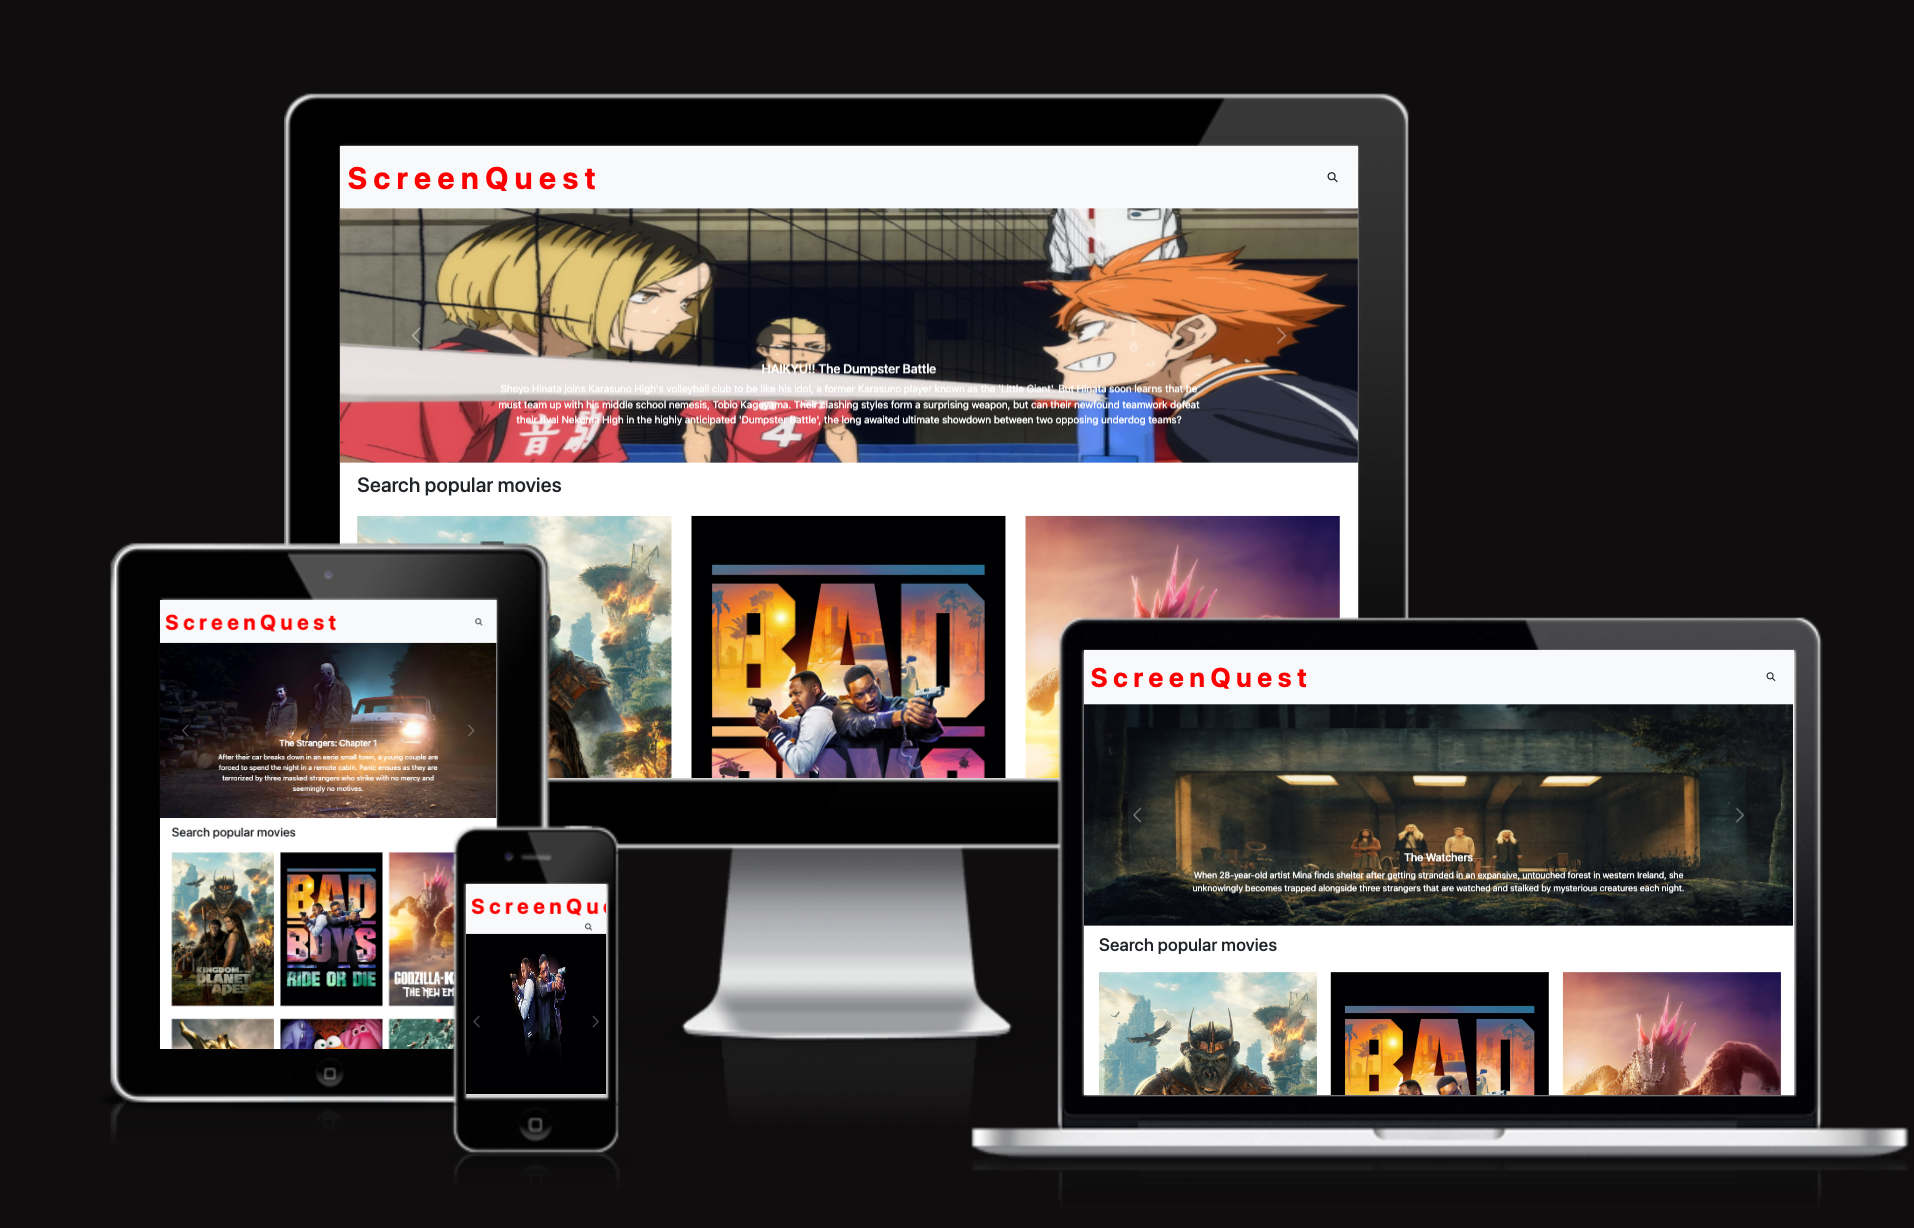 ScreenQuest
HAIKYU!! The Dumpster Battle
Shoyo Hinata joins Karasuno High's volleyball club to be like his idol, a former Karasuno player known as the 'Little Giant'. But Hinata soon learns that he
must team up with his middle school nemesis, Tobio Kageyama. Their clashing styles form a surprising weapon, but can their newfound teamwork defeat
their rival Nekoma High in the highly anticipated 'Dumpster Battle', the long awaited ultimate showdown between two opposing underdog teams?
音駒
4
Search popular movies
BAD
BOYS
ScreenQuest
The Strangers: Chapter 1
After their car breaks down in an eerie small town, a young couple are
forced to spend the night in a remote cabin. Panic ensues as they are
terrorized by three masked strangers who strike with no mercy and
seemingly no motives.
Search popular movies
KINGDOM
PLANET
APES
BAD
BOYS
RIDE OR DIE
GODZILLA-K
THE NEW EM
ScreenQue
ScreenQuest
The Watchers
When 28-year-old artist Mina finds shelter after getting stranded in an expansive, untouched forest in western Ireland, she
unknowingly becomes trapped alongside three strangers that are watched and stalked by mysterious creatures each night.
Search popular movies
BAD